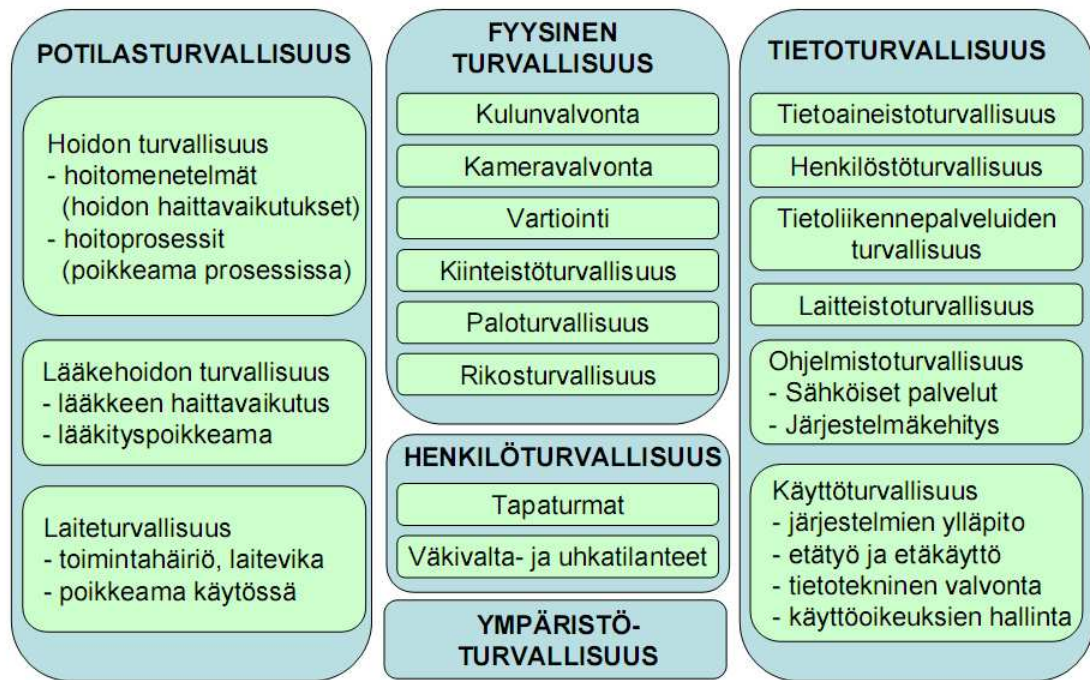 POTILASTURVALLISUUS
Hoidon turvallisuus
- hoitomenetelmät
(hoidon haittavaikutukset)
- hoitoprosessit
(poikkeama prosessissa)
Lääkehoidon turvallisuus
- lääkkeen haittavaikutus
- lääkityspoikkeama
Laiteturvallisuus
- toimintahäiriö, laitevika
- poikkeama käytössä
FYYSINEN
TURVALLISUUS
Kulunvalvonta
Kameravalvonta
Vartiointi
Kiinteistöturvallisuus
Paloturvallisuus
Rikosturvallisuus
HENKILÖTURVALLISUUS
Tapaturmat
Väkivalta- ja uhkatilanteet
YMPÄRISTÖ-
TURVALLISUUS
TIETOTURVALLISUUS
Tietoaineistoturvallisuus
Henkilöstöturvallisuus
Tietoliikennepalveluiden
turvallisuus
Laitteistoturvallisuus
Ohjelmistoturvallisuus
- Sähköiset palvelut
- Järjestelmäkehitys
Käyttöturvallisuus
- järjestelmien ylläpito
- etätyö ja etäkäyttö
- tietotekninen valvonta
- käyttöoikeuksien hallinta